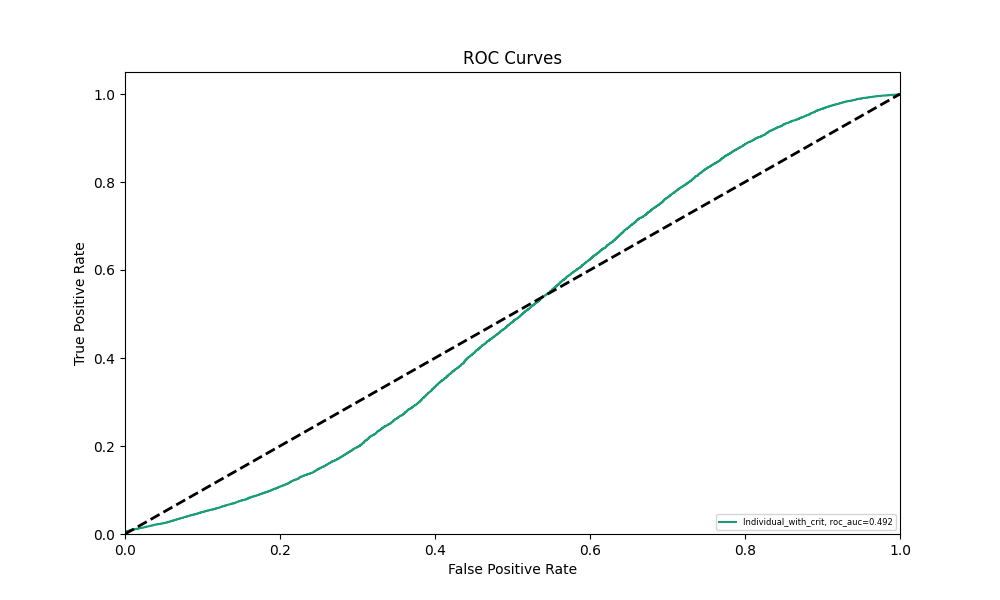 ROC Curves
True Positive Rate
1.0
0.8
0.6
0.4
0.2
0.0
0.0 0.2 0.4 0.6 0.8 1.0
False Positive Rate
Individual_with_crit, roc_auc=0.492